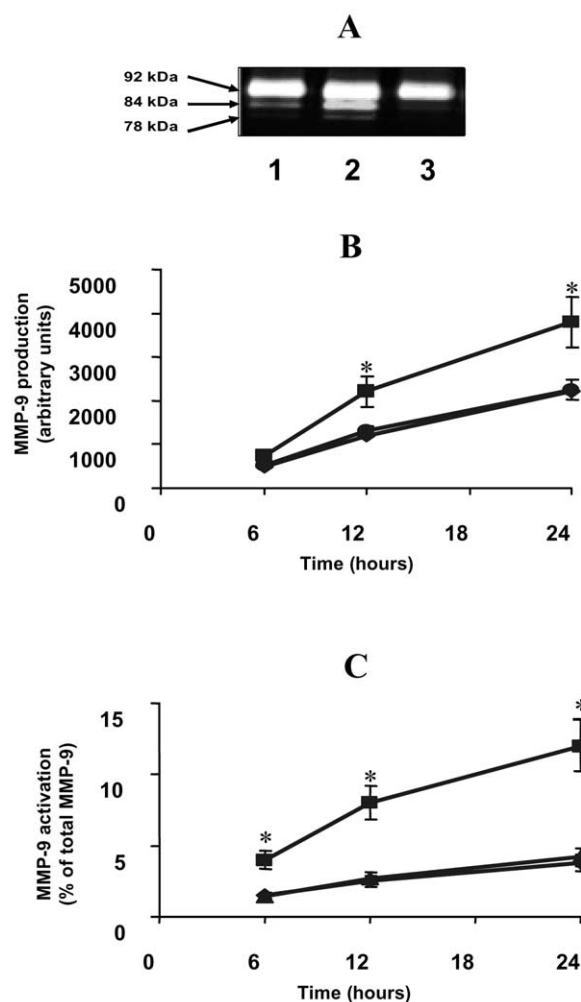 A
92 kDa
84 kDa
78 kDa
1 2 3
B
MMP-9 production
(arbitrary units)
5000
4000
3000
2000
1000
0
* *
0 6 12 18 24
Time (hours)
C
MMP-9 activation
(% of total MMP-9)
15
10
5
0
* * *
0 6 12 18 24
Time (hours)